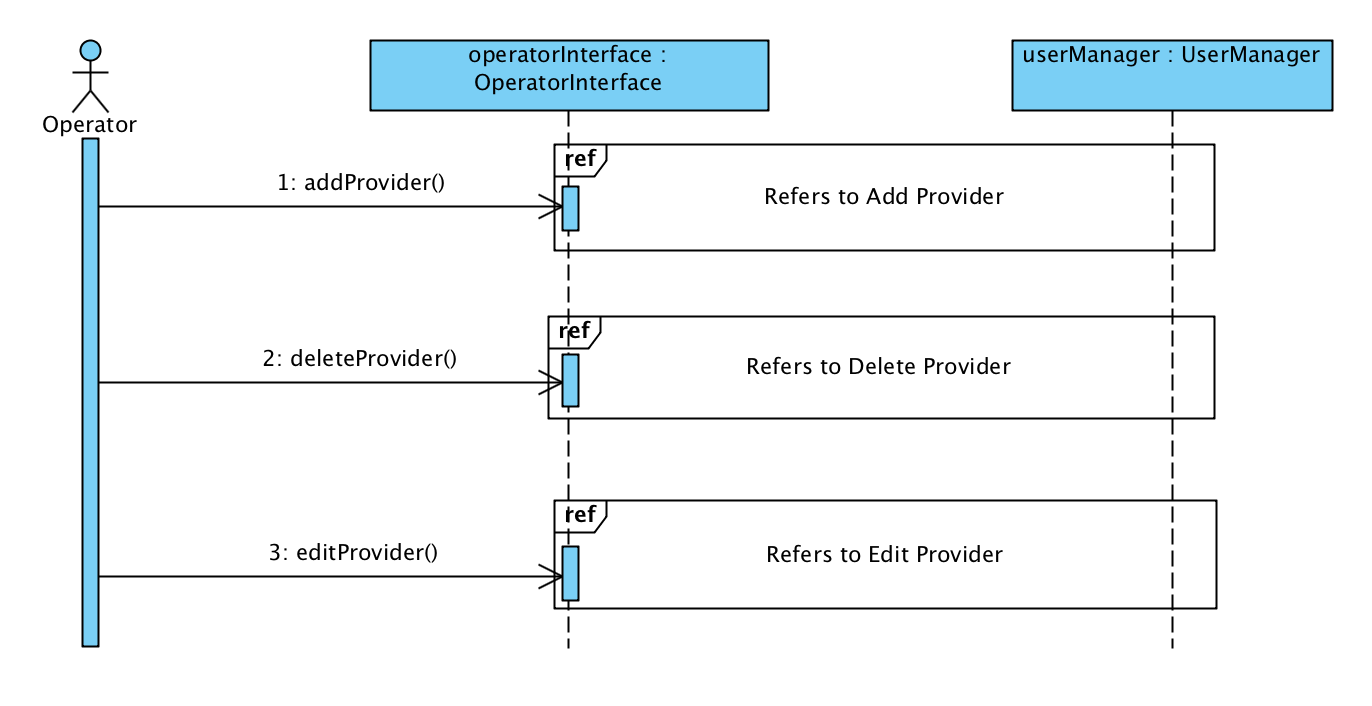 Operator
operatorInterface :
OperatorInterface
userManager : UserManager
ref
1: addProvider()
Refers to Add Provider
ref
2: deleteProvider()
Refers to Delete Provider
ref
3: editProvider()
Refers to Edit Provider